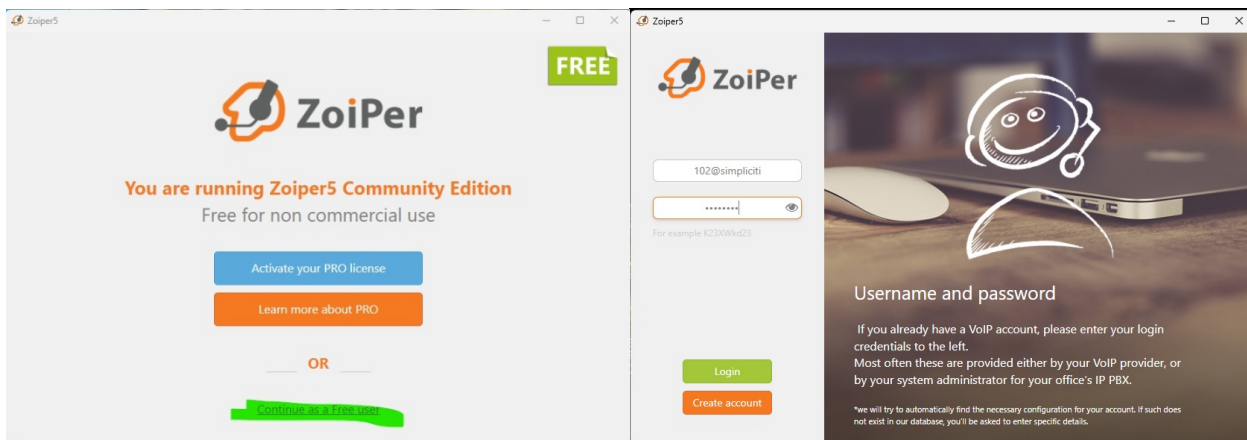 Zoiper5
FREE
ZoiPer
You are running Zoiper5 Community Edition
Free for non commercial use
Activate your PRO license
Learn more about PRO
OR
Continue as a Free user
Zoiper5
ZoiPer
102@simpliciti
••••••••
For example K23XWkd23
Login
Create account
Username and password
If you already have a VoIP account, please enter your login
credentials to the left.
Most often these are provided either by your VoIP provider, or
by your system administrator for your office's IP PBX.
*we will try to automatically find the necessary configuration for your account. If such does
not exist in our database, you'll be asked to enter specific details.